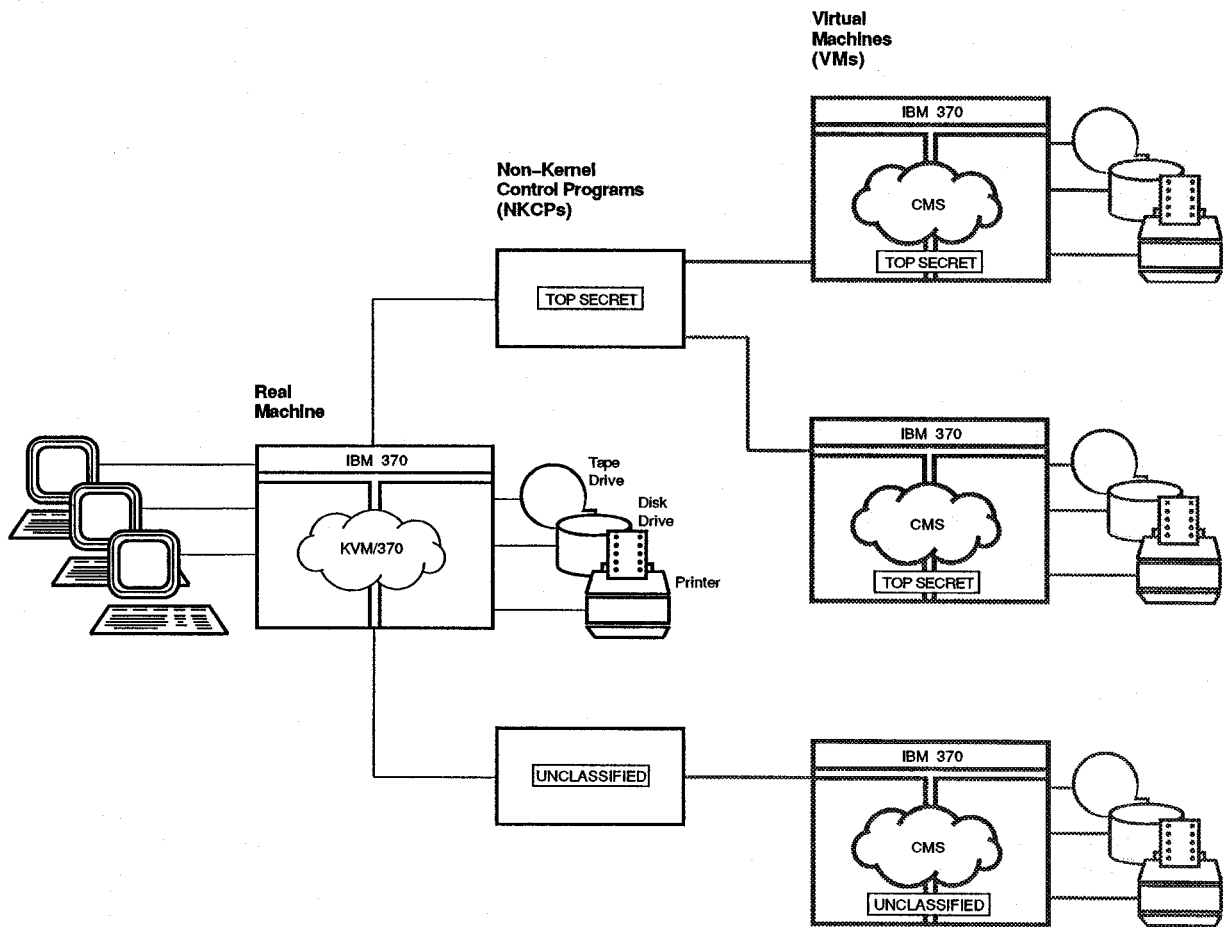 Virtual
Machines
(VMs)
IBM 370
CMS
TOP SECRET
Non–Kernel
Control Programs
(NKCPs)
TOP SECRET
Real
Machine
IBM 370
KVM/370
Tape
Drive
Disk
Drive
Printer
IBM 370
CMS
TOP SECRET
UNCLASSIFIED
IBM 370
CMS
UNCLASSIFIED